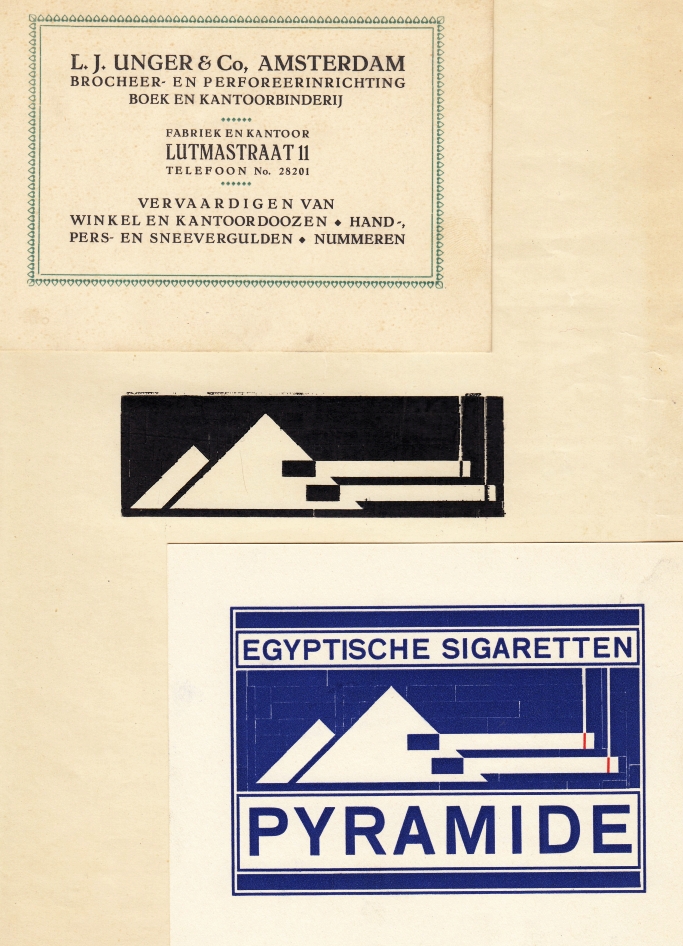 L. J. UNGER & Co, AMSTERDAM
BROCHEER- EN PERFOREERINRICHTING
BOEK EN KANTOORBINDERIJ
FABRIEK EN KANTOOR
LUTMASTRAAT 11
TELEFOON No. 28201
VERVAARDIGEN VAN
WINKEL EN KANTOORDOOZEN ◆ HAND-,
PERS- EN SNEEVERGULDEN ◆ NUMMEREN
EGYPTISCHE SIGARETTEN
PYRAMIDE